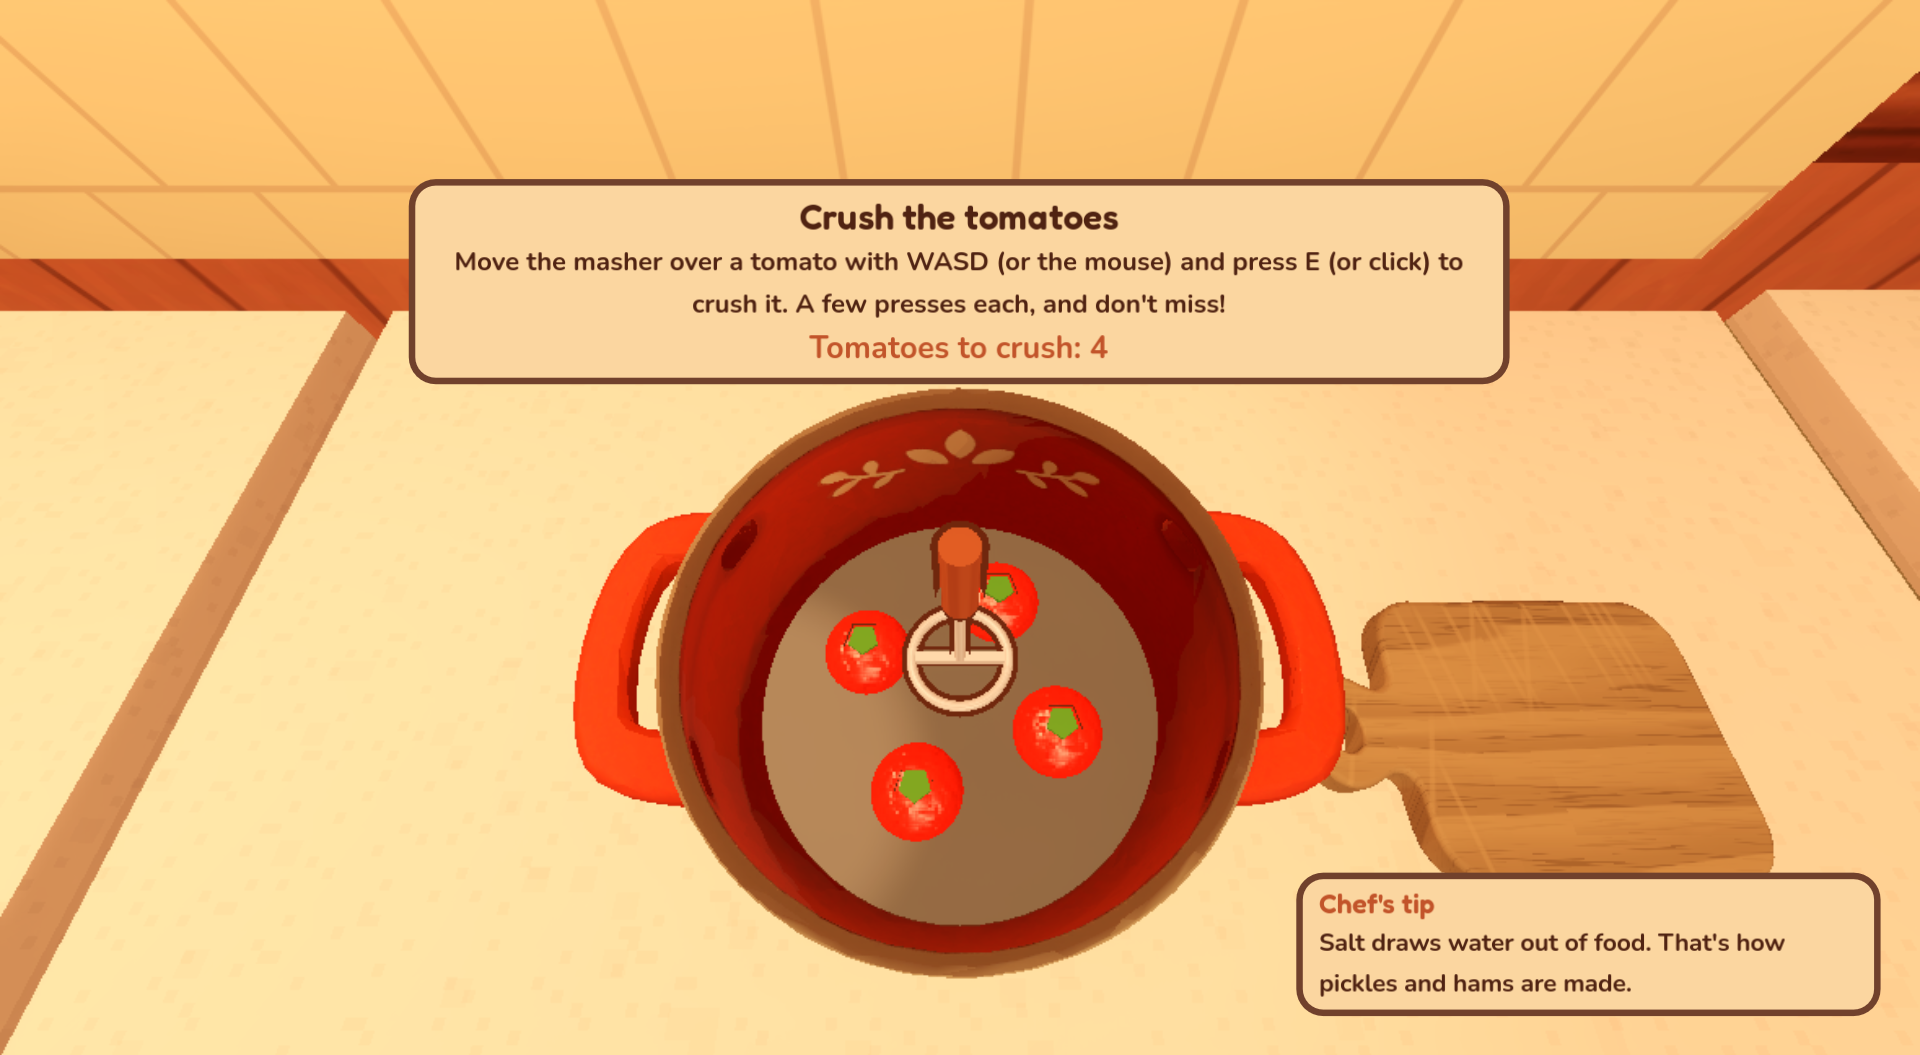 Crush the tomatoes
Move the masher over a tomato with WASD (or the mouse) and press E (or click) to
crush it. A few presses each, and don't miss!
Tomatoes to crush: 4
Chef's tip
Salt draws water out of food. That's how
pickles and hams are made.